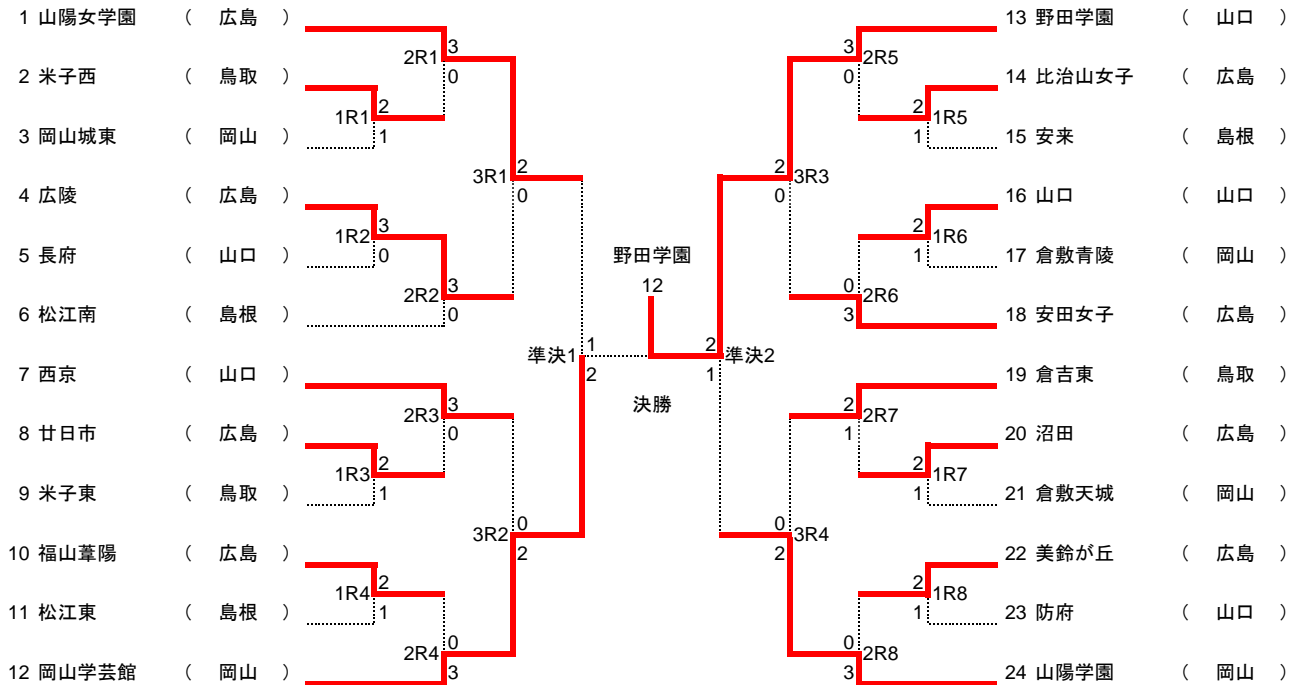 1 山陽女学園 （ 広島 ）
2 米子西 （ 鳥取 ）
3 岡山城東 （ 岡山 ）
4 広陵 （ 広島 ）
5 長府 （ 山口 ）
6 松江南 （ 島根 ）
7 西京 （ 山口 ）
8 廿日市 （ 広島 ）
9 米子東 （ 鳥取 ）
10 福山葦陽 （ 広島 ）
11 松江東 （ 島根 ）
12 岡山学芸館 （ 岡山 ）
1R1 2 1
1R2 3 0
1R3 2 1
1R4 2 1
2R1 3 0
2R2 3 0
2R3 3 0
2R4 0 3
3R1 2 0
3R2 0 2
準決1 1 2
野田学園
12
決勝
準決2 2 1
3R3 2 0
3R4 0 2
2R5 3 0
2R6 0 3
2R7 2 1
2R8 0 3
1R5 2 1
1R6 2 1
1R7 2 1
1R8 2 1
13 野田学園 （ 山口 ）
14 比治山女子 （ 広島 ）
15 安来 （ 島根 ）
16 山口 （ 山口 ）
17 倉敷青陵 （ 岡山 ）
18 安田女子 （ 広島 ）
19 倉吉東 （ 鳥取 ）
20 沼田 （ 広島 ）
21 倉敷天城 （ 岡山 ）
22 美鈴が丘 （ 広島 ）
23 防府 （ 山口 ）
24 山陽学園 （ 岡山 ）